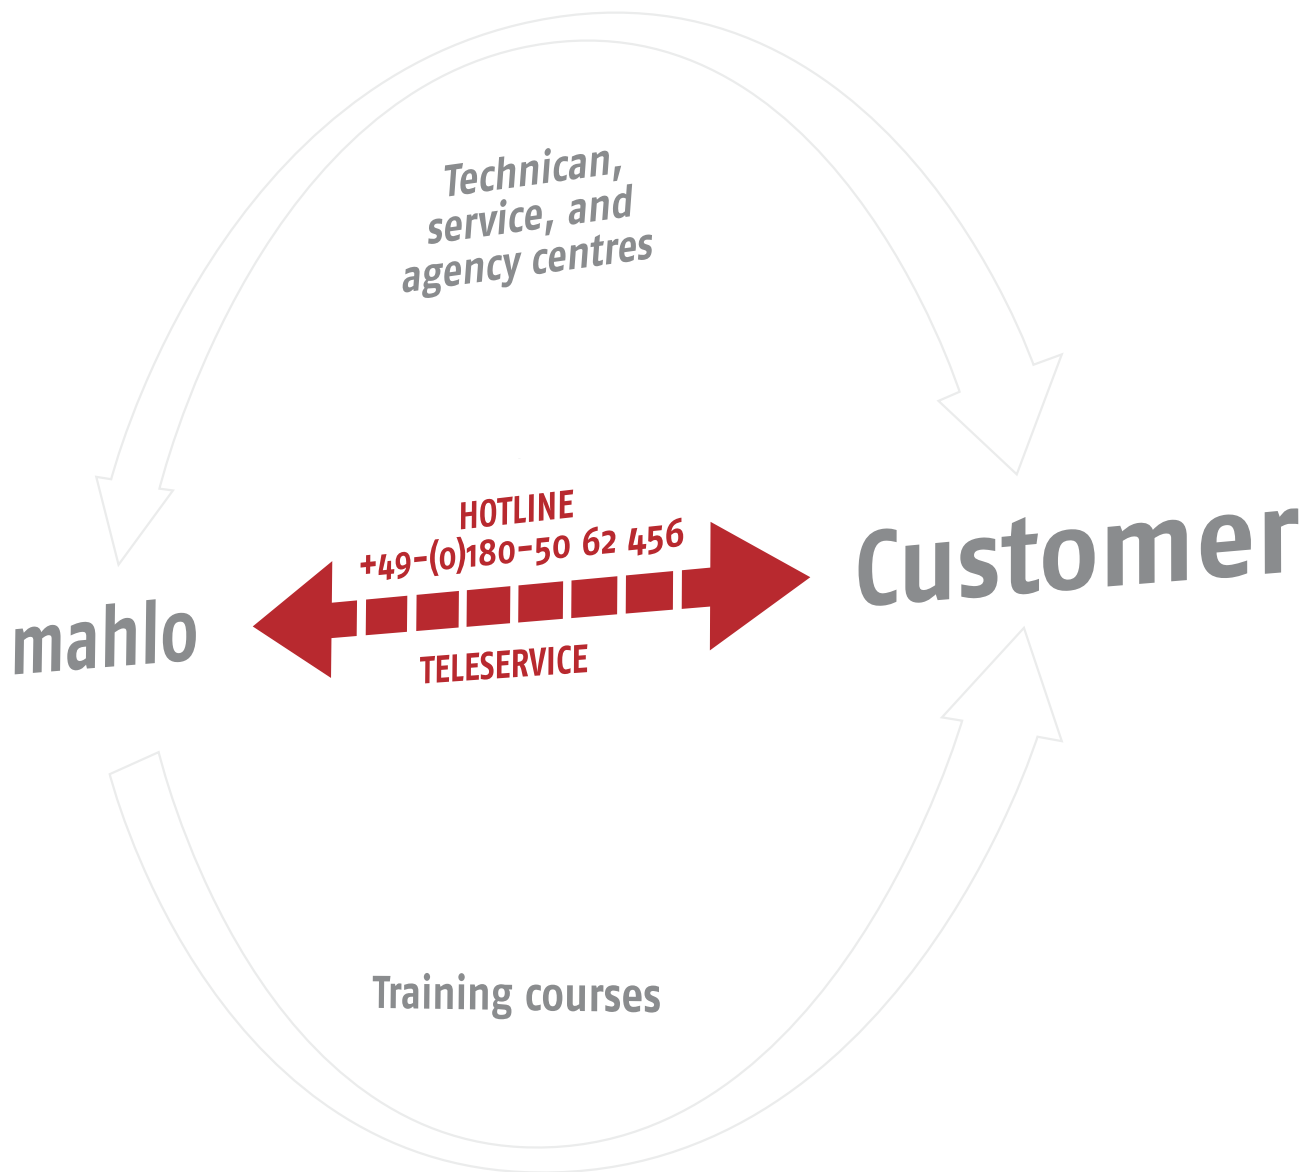 Technican,
service, and
agency centres
HOTLINE
+49-(0)180-50 62 456
mahlo
Customer
TELESERVICE
Training courses